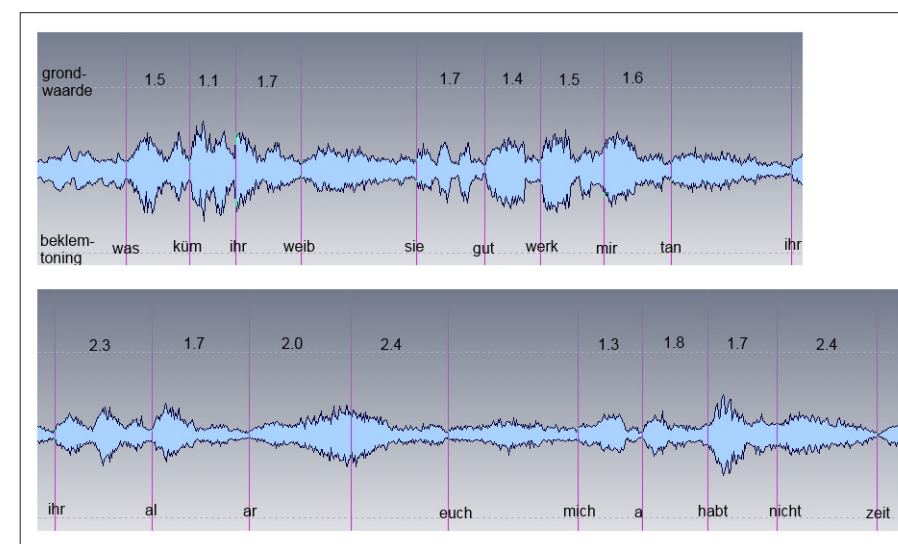 grond-
waarde
1.5 1.1 1.7 1.7 1.4 1.5 1.6
beklem-
toning
was küm ihr weib sie gut werk mir tan ihr
2.3 1.7 2.0 2.4 1.3 1.8 1.7 2.4
ihr al ar euch mich a habt nicht zeit